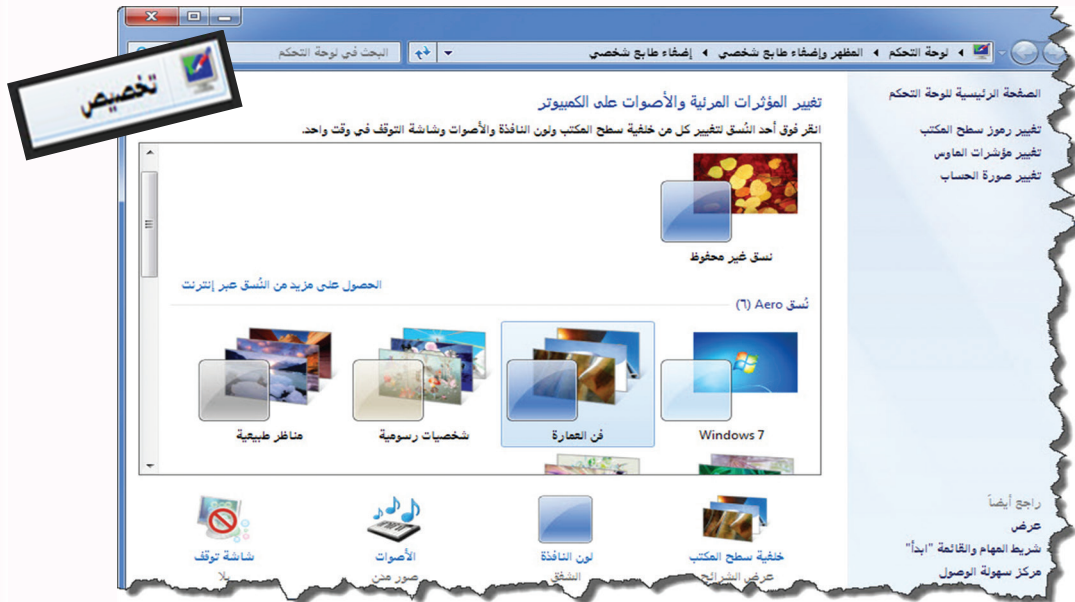 لوحة التحكم ◂ المظهر وإضفاء طابع شخصي ◂ إضفاء طابع شخصي
البحث في لوحة التحكم
تخصيص
الصفحة الرئيسية للوحة التحكم
تغيير رموز سطح المكتب
تغيير مؤشرات الماوس
تغيير صورة الحساب
تغيير المؤثرات المرئية والأصوات على الكمبيوتر
انقر فوق أحد النُسق لتغيير كل من خلفية سطح المكتب ولون النافذة والأصوات وشاشة التوقف في وقت واحد.
نسق غير محفوظ
الحصول على مزيد من النُسق عبر إنترنت
نُسق Aero (٦)
Windows 7
فن العمارة
شخصيات رسومية
مناظر طبيعية
خلفية سطح المكتب
عرض الشرائح
لون النافذة
الشفق
الأصوات
صور مدن
شاشة توقف
بلا
راجع أيضاً
عرض
شريط المهام والقائمة "ابدأ"
مركز سهولة الوصول